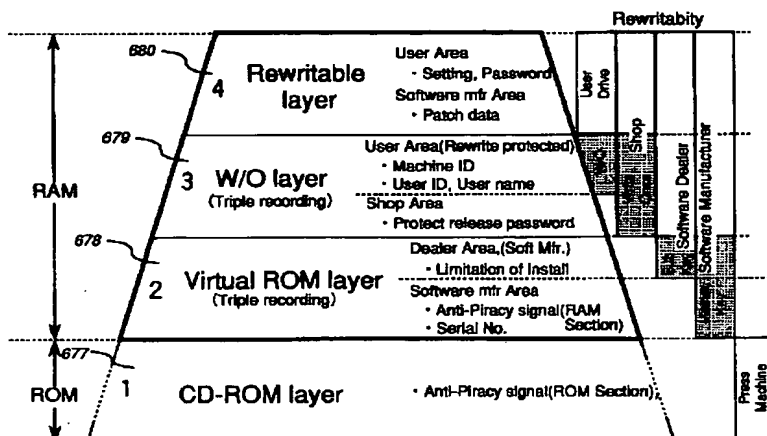 Rewritabity
680
4
Rewritable
layer
User Area
・ Setting, Password
Software mfr Area
・ Patch data
User
Drive
Shop
Software Dealer
Software Manufacturer
679
3
W/O layer
(Triple recording)
User Area(Rewrite protected)
・ Machine ID
・ User ID, User name
Shop Area
・ Protect release password
RAM
678
2
Virtual ROM layer
(Triple recording)
Dealer Area,(Soft Mfr.)
・ Limitation of Install
Software mfr Area
・ Anti-Piracy signal(RAM
Section)
・ Serial No.
677
ROM
1
CD-ROM layer
・ Anti-Piracy signal(ROM Section)
Press
Machine